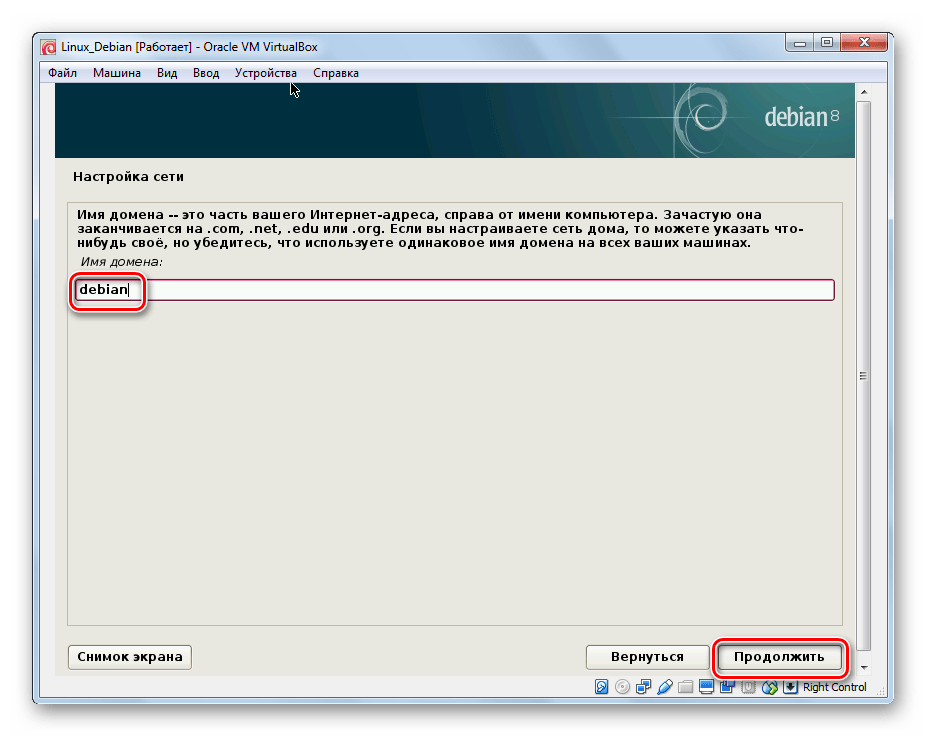 Linux_Debian [Работает] - Oracle VM VirtualBox
Файл Машина Вид Ввод Устройства Справка
debian 8
Настройка сети
Имя домена -- это часть вашего Интернет-адреса, справа от имени компьютера. Зачастую она
заканчивается на .com, .net, .edu или .org. Если вы настраиваете сеть дома, то можете указать что-
нибудь своё, но убедитесь, что используете одинаковое имя домена на всех ваших машинах.
Имя домена:
debian
Снимок экрана Вернуться Продолжить
Right Control